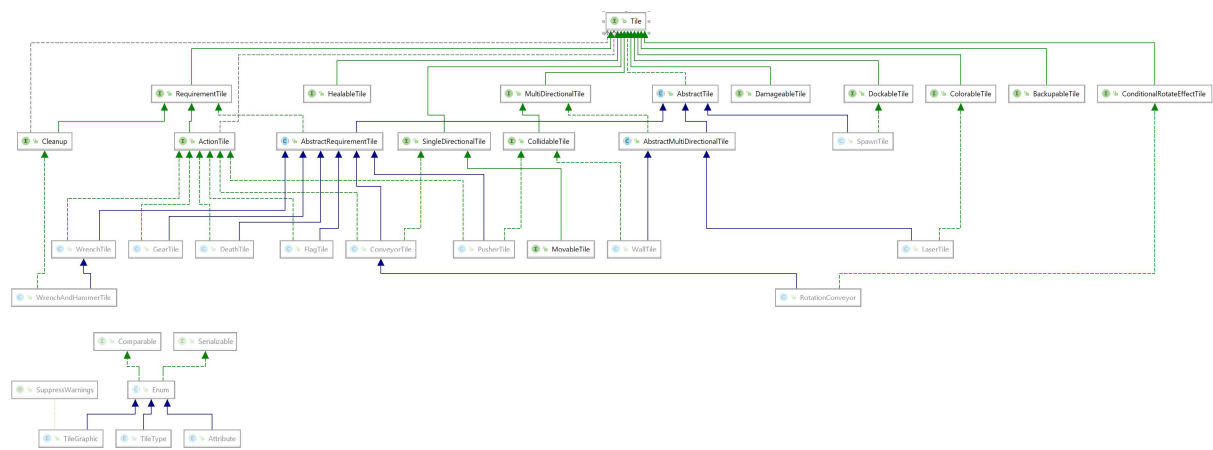 Tile
RequirementTile
HealableTile
MultiDirectionalTile
AbstractTile
DamageableTile
DockableTile
ColorableTile
BackupableTile
ConditionalRotateEffectTile
Cleanup
ActionTile
AbstractRequirementTile
SingleDirectionalTile
CollidableTile
AbstractMultiDirectionalTile
SpawnTile
WrenchTile
GearTile
DeathTile
FlagTile
ConveyorTile
PusherTile
MovableTile
WallTile
LaserTile
WrenchAndHammerTile
RotationConveyor
Comparable
Serializable
SuppressWarnings
Enum
TileGraphic
TileType
Attribute